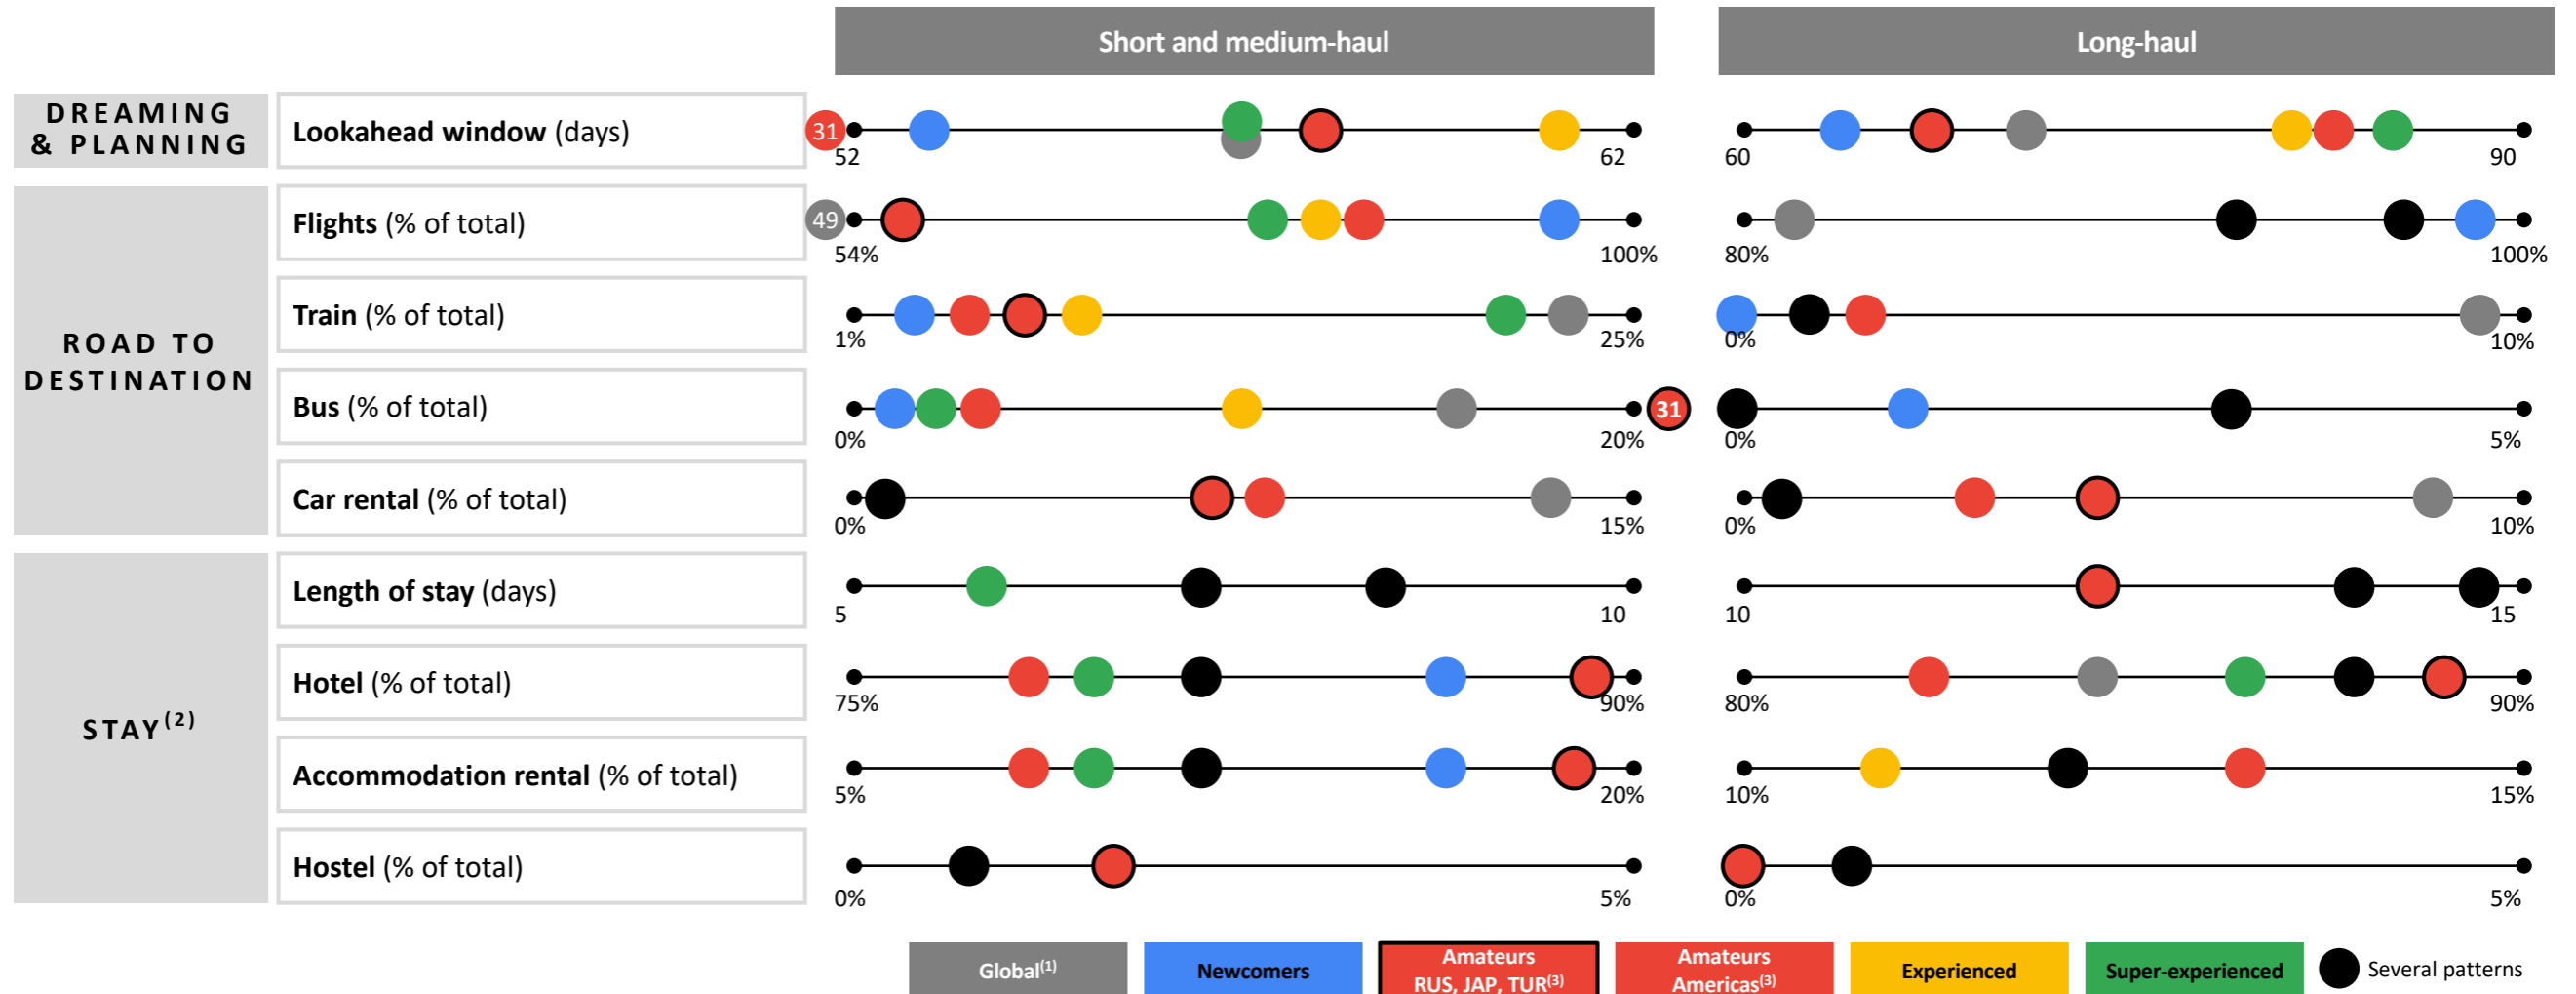 Short and medium-haul
Long-haul
DREAMING
& PLANNING
Lookahead window (days)
31
52
62
60
90
ROAD TO
DESTINATION
Flights (% of total)
49
54%
100%
80%
100%
Train (% of total)
1%
25%
0%
10%
Bus (% of total)
0%
20%
31
0%
5%
Car rental (% of total)
0%
15%
0%
10%
STAY(2)
Length of stay (days)
5
10
10
15
Hotel (% of total)
75%
90%
80%
90%
Accommodation rental (% of total)
5%
20%
10%
15%
Hostel (% of total)
0%
5%
0%
5%
Global(1)
Newcomers
Amateurs
RUS, JAP, TUR(3)
Amateurs
Americas(3)
Experienced
Super-experienced
Several patterns